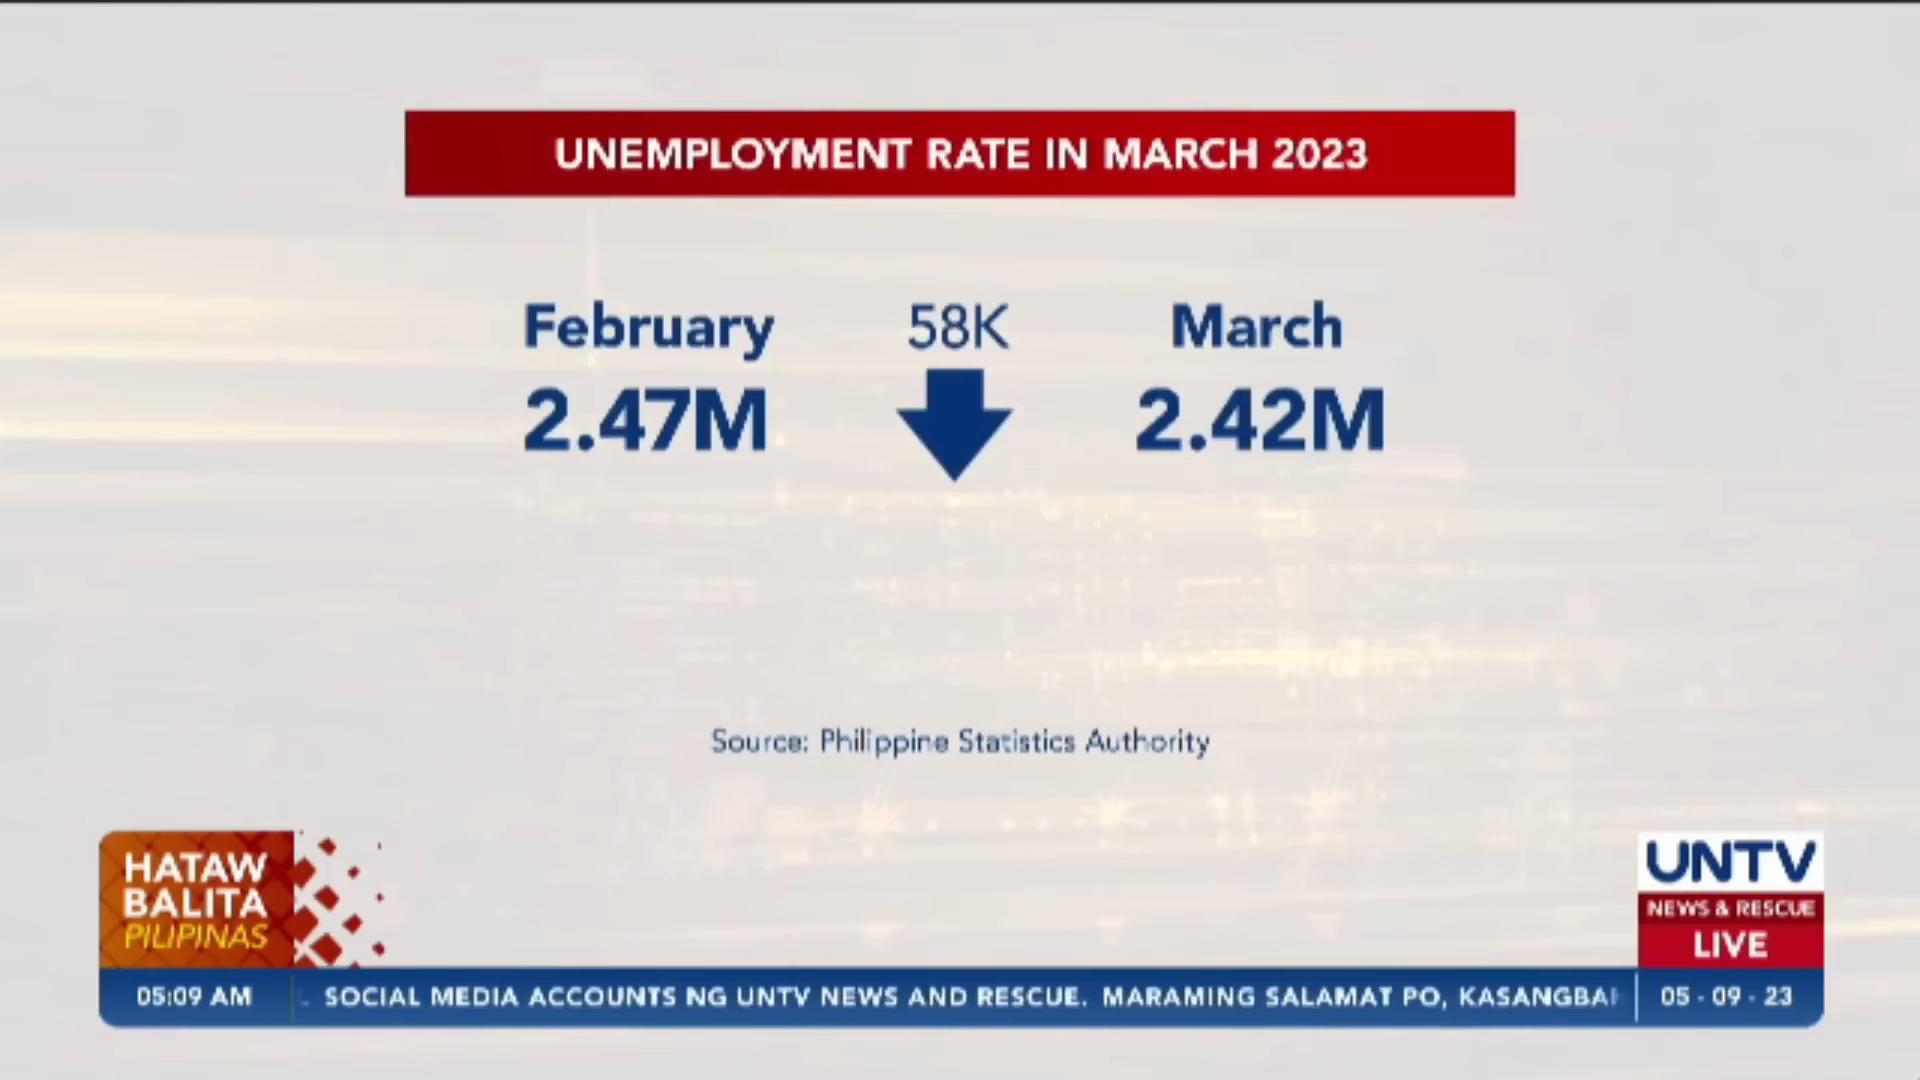 UNEMPLOYMENT RATE IN MARCH 2023
February 58K March
2.47M 2.42M
Source: Philippine Statistics Authority
HATAW
BALITA
PILIPINAS
UNTV
NEWS & RESCUE
LIVE
05:09 AM SOCIAL MEDIA ACCOUNTS NG UNTV NEWS AND RESCUE. MARAMING SALAMAT PO, 05 - 09 - 23